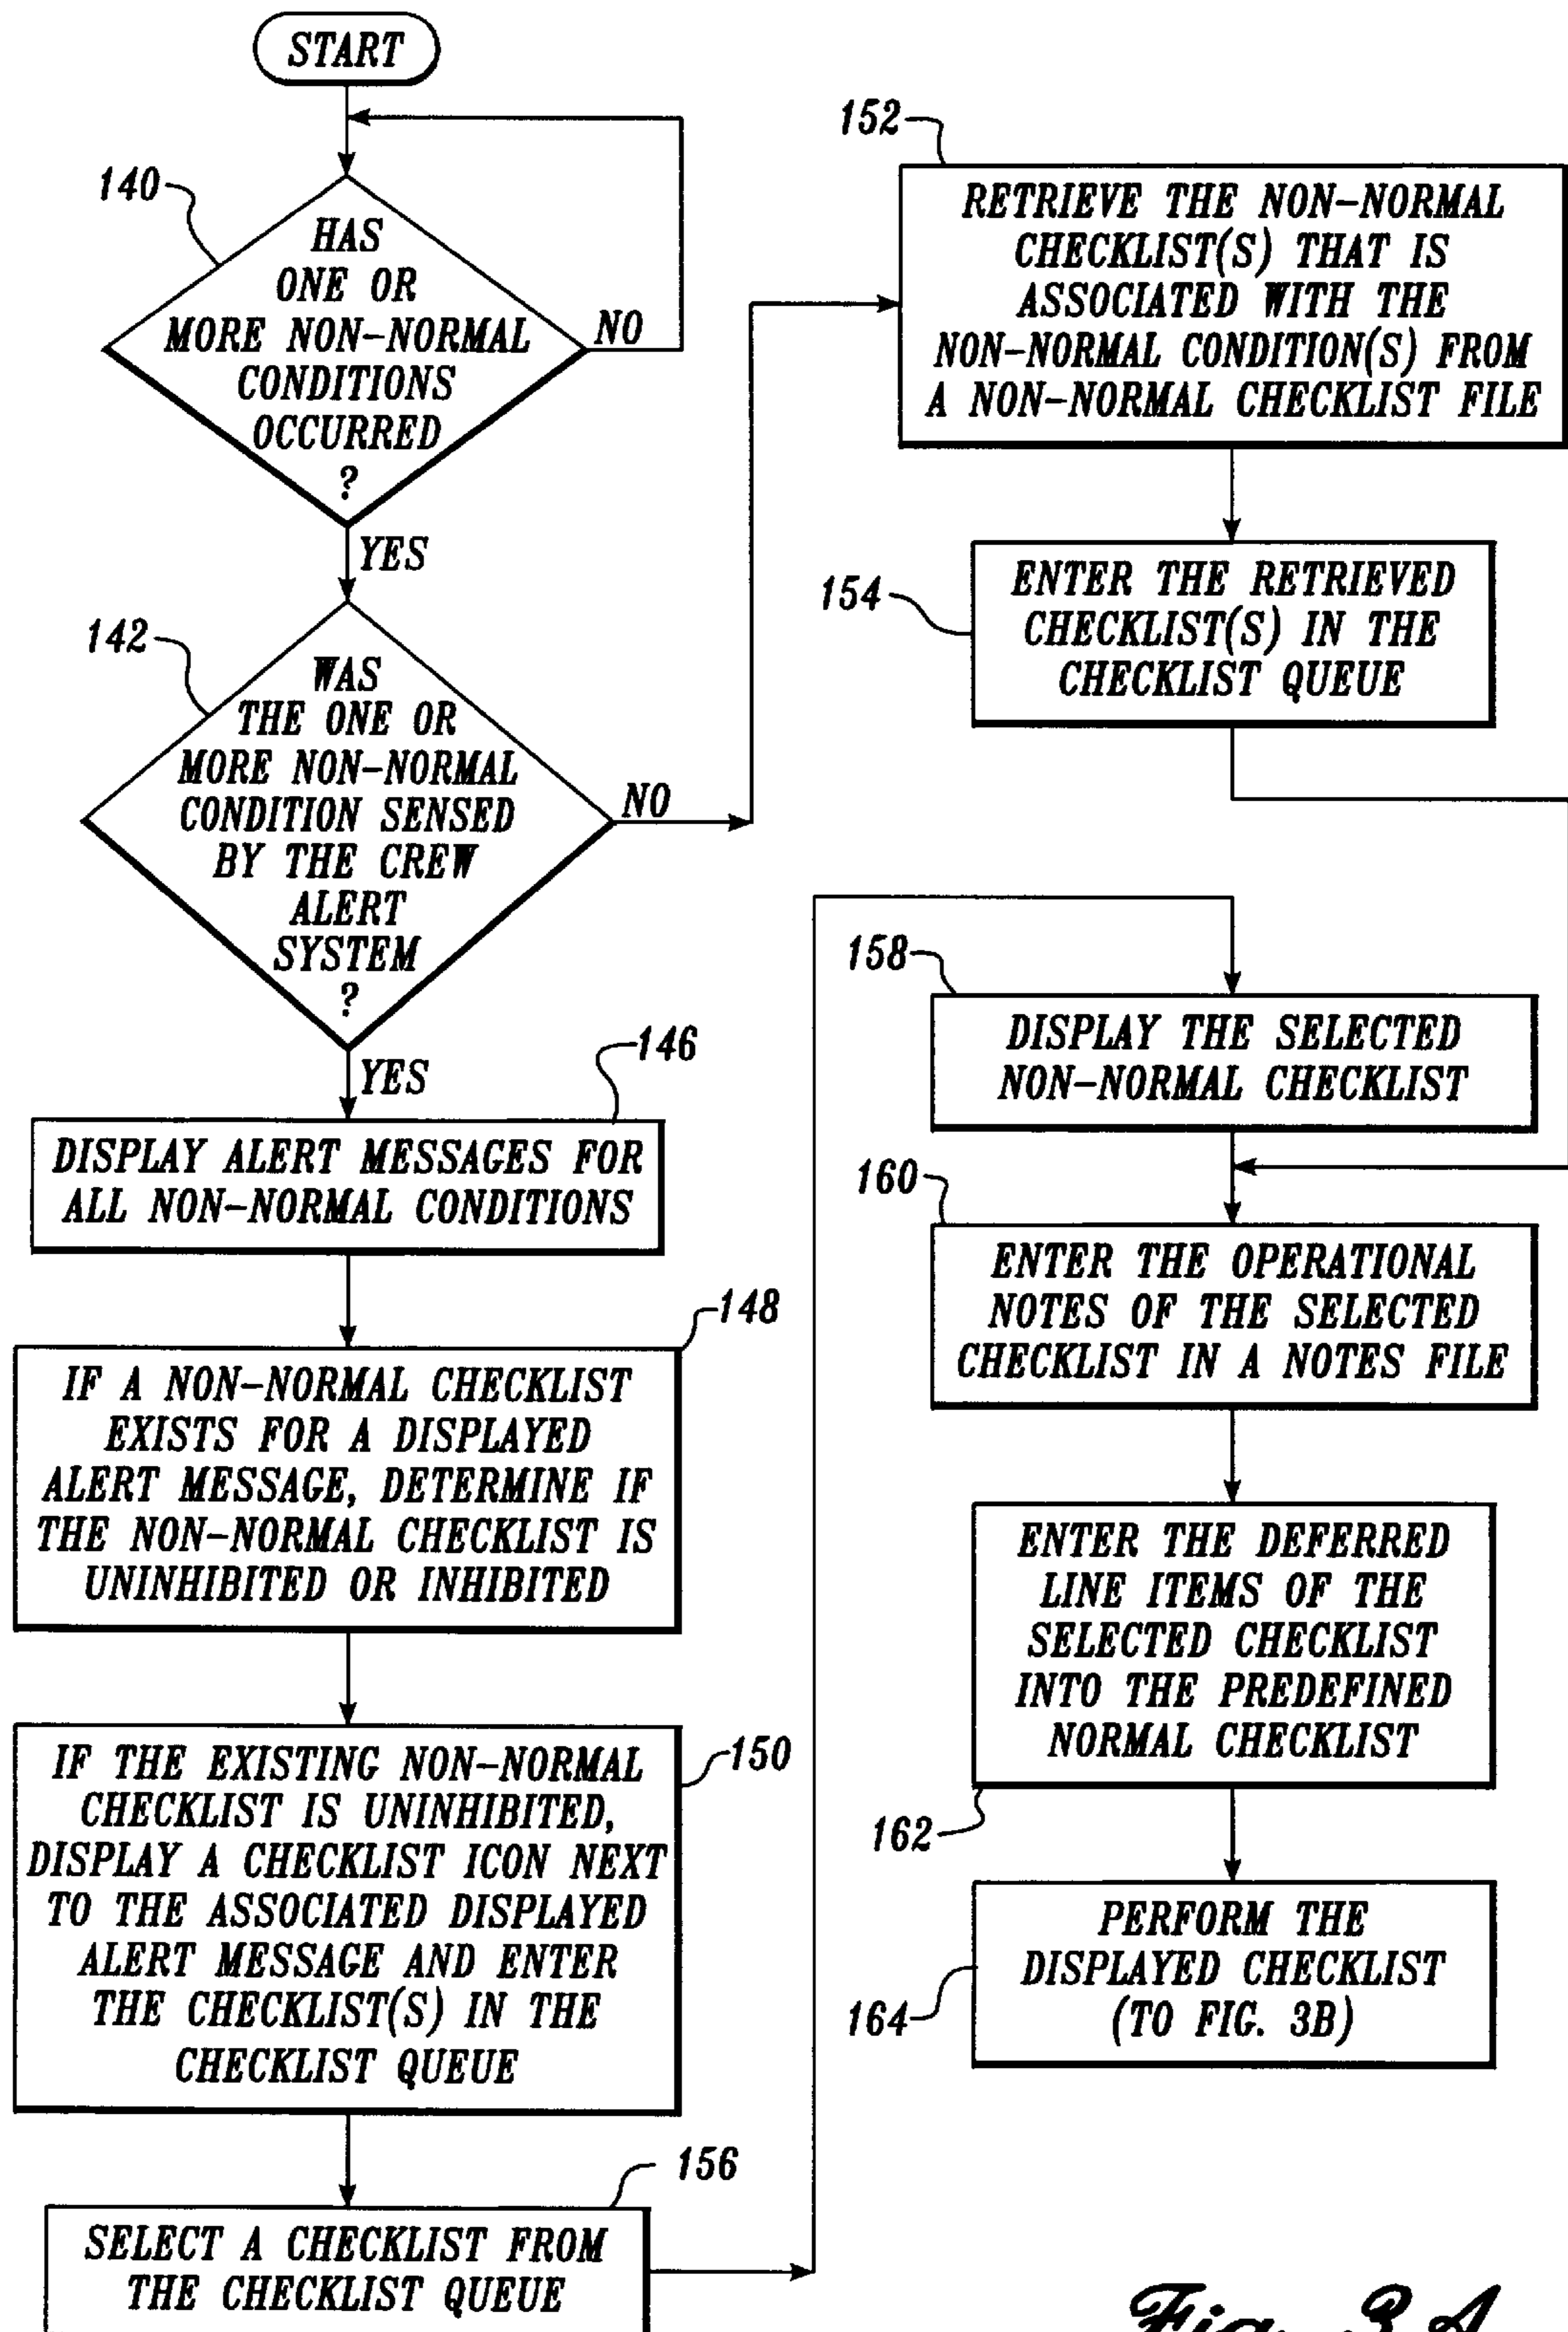 START
140
HAS
ONE OR
MORE NON-NORMAL
CONDITIONS
OCCURRED
?
NO
YES
142
WAS
THE ONE OR
MORE NON-NORMAL
CONDITION SENSED
BY THE CREW
ALERT
SYSTEM
?
NO
YES
146
DISPLAY ALERT MESSAGES FOR
ALL NON-NORMAL CONDITIONS
148
IF A NON-NORMAL CHECKLIST
EXISTS FOR A DISPLAYED
ALERT MESSAGE, DETERMINE IF
THE NON-NORMAL CHECKLIST IS
UNINHIBITED OR INHIBITED
150
IF THE EXISTING NON-NORMAL
CHECKLIST IS UNINHIBITED,
DISPLAY A CHECKLIST ICON NEXT
TO THE ASSOCIATED DISPLAYED
ALERT MESSAGE AND ENTER
THE CHECKLIST(S) IN THE
CHECKLIST QUEUE
156
SELECT A CHECKLIST FROM
THE CHECKLIST QUEUE
152
RETRIEVE THE NON-NORMAL
CHECKLIST(S) THAT IS
ASSOCIATED WITH THE
NON-NORMAL CONDITION(S) FROM
A NON-NORMAL CHECKLIST FILE
154
ENTER THE RETRIEVED
CHECKLIST(S) IN THE
CHECKLIST QUEUE
158
DISPLAY THE SELECTED
NON-NORMAL CHECKLIST
160
ENTER THE OPERATIONAL
NOTES OF THE SELECTED
CHECKLIST IN A NOTES FILE
ENTER THE DEFERRED
LINE ITEMS OF THE
SELECTED CHECKLIST
INTO THE PREDEFINED
NORMAL CHECKLIST
162
PERFORM THE
DISPLAYED CHECKLIST
(TO FIG. 3B)
164
Fig. 3A